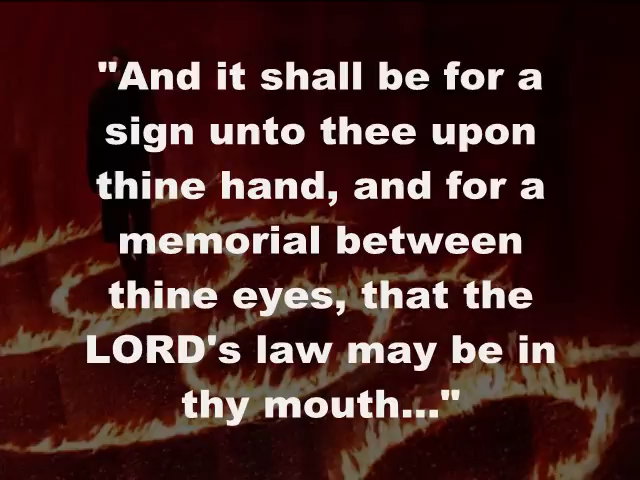 "And it shall be for a
sign unto thee upon
thine hand, and for a
memorial between
thine eyes, that the
LORD's law may be in
thy mouth..."